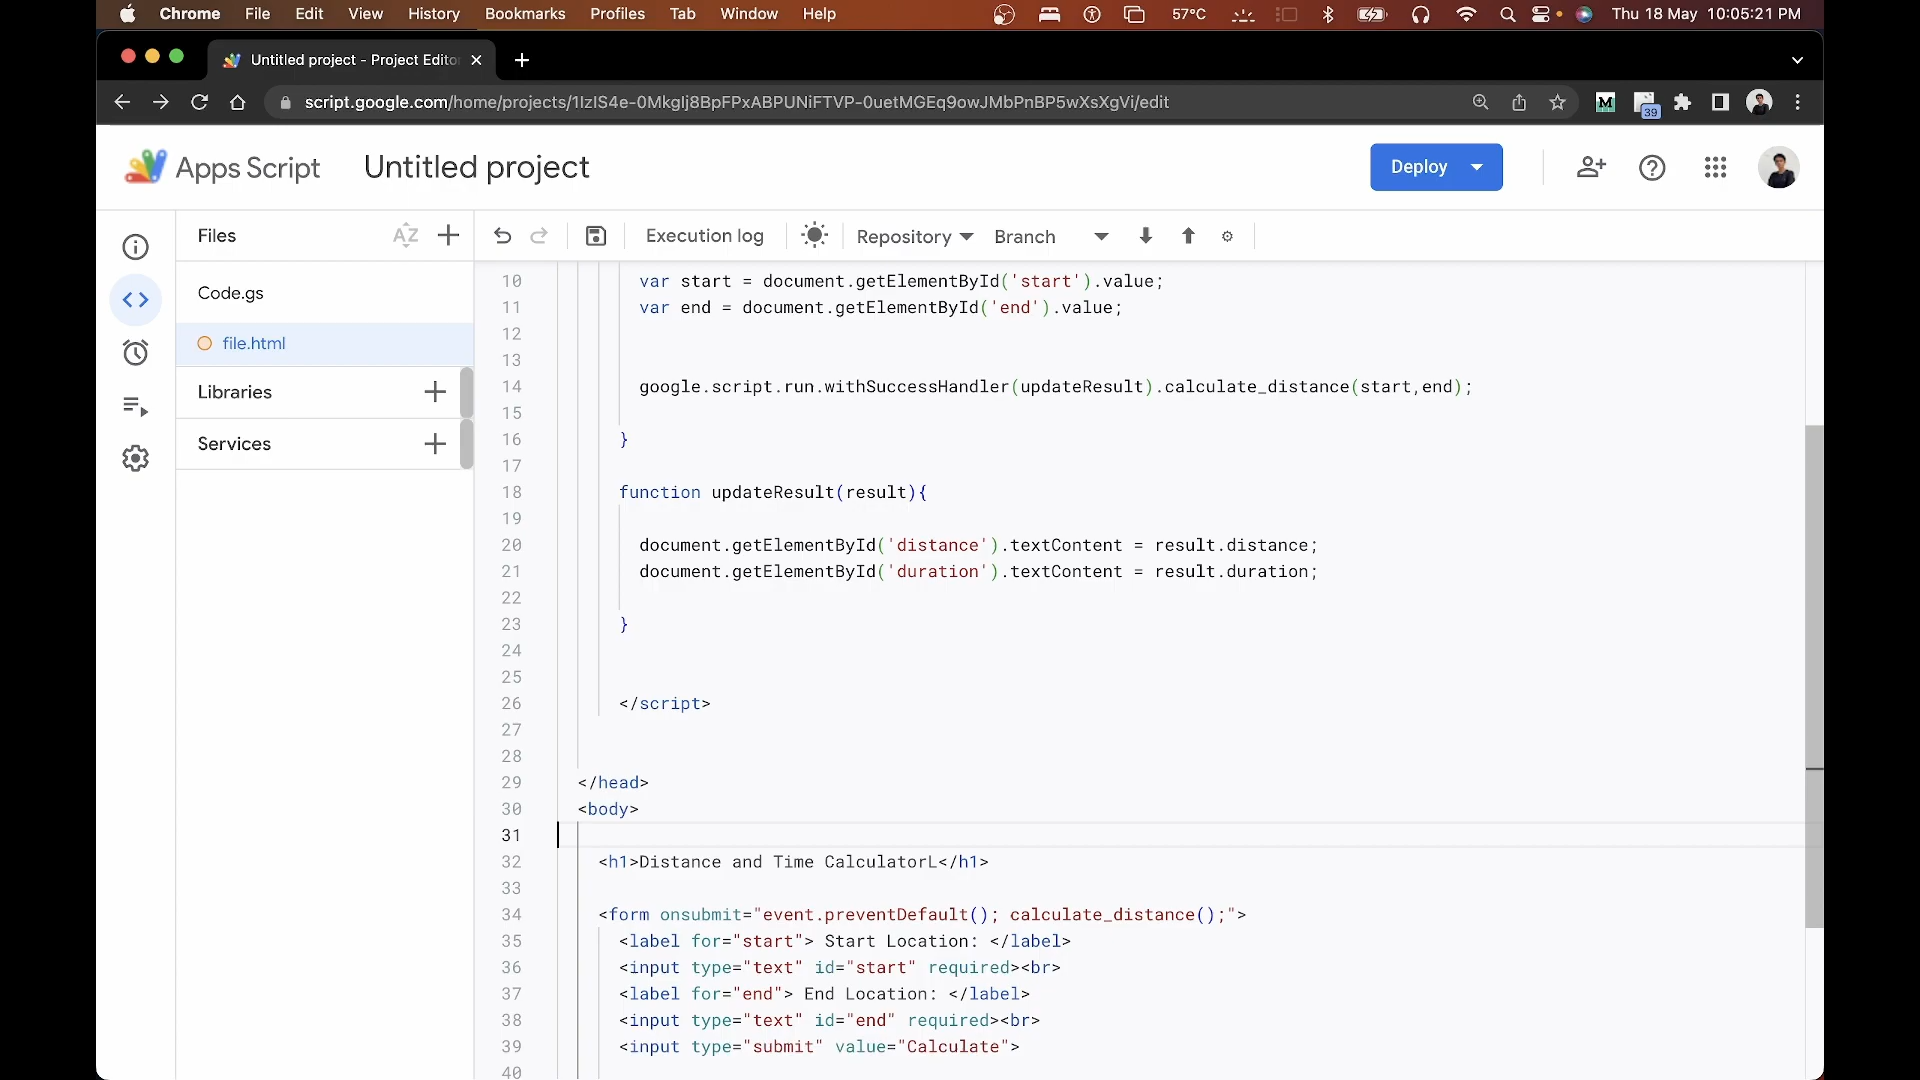 Chrome File Edit View History Bookmarks Profiles Tab Window Help 57°C Thu 18 May 10:05:21 PM
Untitled project - Project Edito
script.google.com/home/projects/1IzIS4e-0MkgIj8BpFPxABPUNiFTVP-0uetMGEq9owJMbPnBP5wXsXgVi/edit M 39
Apps Script Untitled project Deploy
Files AZ Execution log Repository Branch
Code.gs
file.html
Libraries
Services
10 var start = document.getElementById('start').value;
11 var end = document.getElementById('end').value;
12
13
14 google.script.run.withSuccessHandler(updateResult).calculate_distance(start,end);
15
16 }
17
18 function updateResult(result){
19
20 document.getElementById('distance').textContent = result.distance;
21 document.getElementById('duration').textContent = result.duration;
22
23 }
24
25
26 </script>
27
28
29 </head>
30 <body>
31
32 <h1>Distance and Time CalculatorL</h1>
33
34 <form onsubmit="event.preventDefault(); calculate_distance();">
35 <label for="start"> Start Location: </label>
36 <input type="text" id="start" required><br>
37 <label for="end"> End Location: </label>
38 <input type="text" id="end" required><br>
39 <input type="submit" value="Calculate">
40